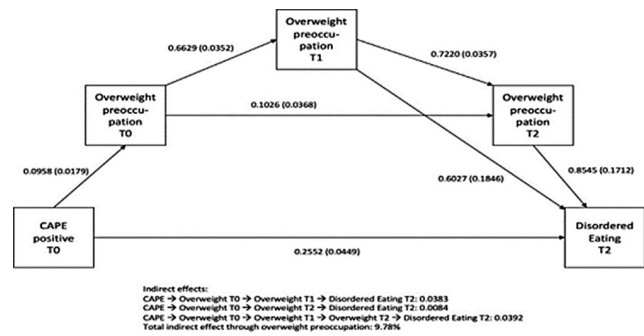 Overweight
preoccu-
pation
T1
0.6629 (0.0352)
0.7220 (0.0357)
Overweight
preoccu-
pation
T0
0.1026 (0.0368)
Overweight
preoccu-
pation
T2
0.0958 (0.0179)
0.6027 (0.1846)
0.8545 (0.1712)
CAPE
positive
T0
0.2552 (0.0449)
Disordered
Eating
T2
Indirect effects:
CAPE → Overweight T0 → Overweight T1 → Disordered Eating T2: 0.0383
CAPE → Overweight T0 → Overweight T2 → Disordered Eating T2: 0.0084
CAPE → Overweight T0 → Overweight T1 → Overweight T2 → Disordered Eating T2: 0.0392
Total indirect effect through overweight preoccupation: 9.78%